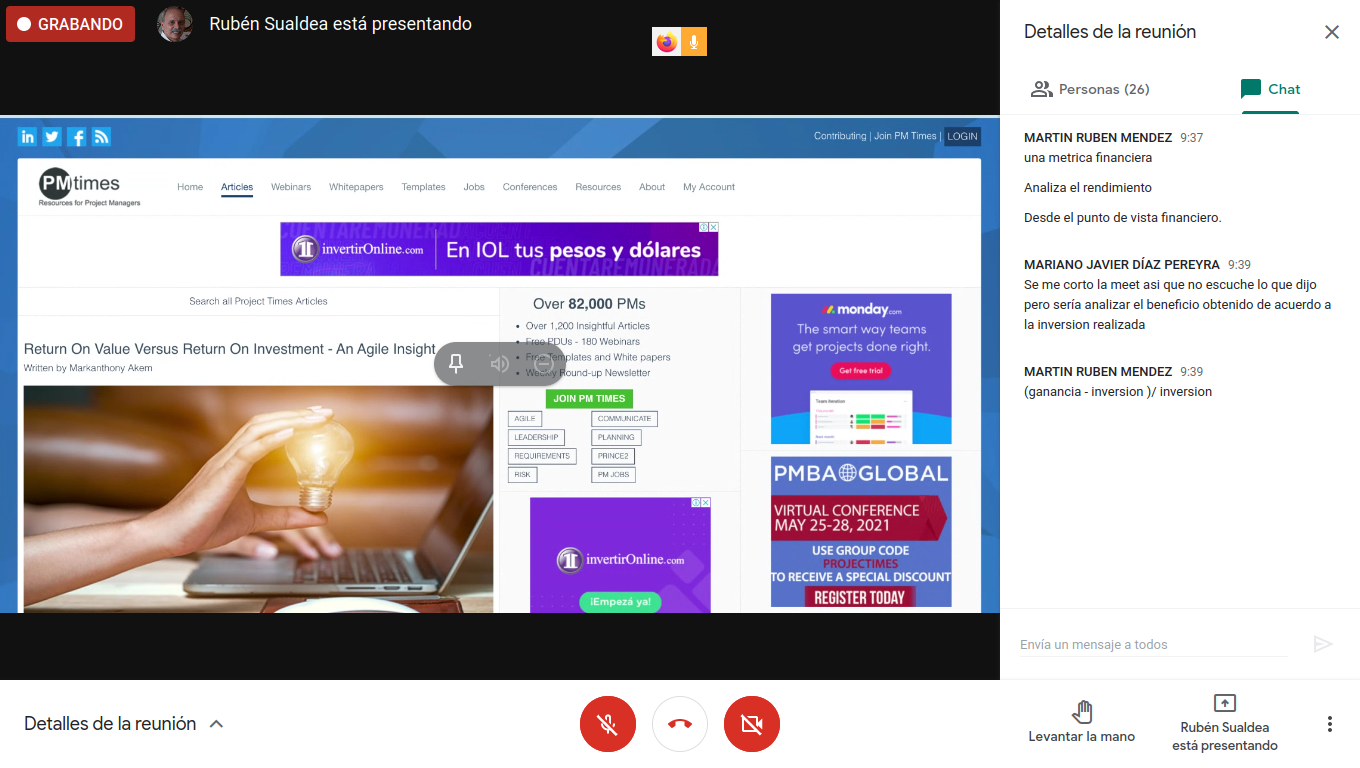 GRABANDO
Rubén Sualdea está presentando
Contributing | Join PM Times | LOGIN
PMtimes
Resources for Project Managers
Home Articles Webinars Whitepapers Templates Jobs Conferences Resources About My Account
invertirOnline.com En IOL tus pesos y dólares
Search all Project Times Articles
Return On Value Versus Return On Investment - An Agile Insight
Written by Markanthony Akem
Over 82,000 PMs
Over 1,200 Insightful Articles
Free PDUs - 180 Webinars
Free Templates and White papers
Weekly Round-up Newsletter
JOIN PM TIMES
AGILE COMMUNICATE
LEADERSHIP PLANNING
REQUIREMENTS PRINCE2
RISK PM JOBS
invertirOnline.com
¡Empezá ya!
monday.com
The smart way teams
get projects done right.
Get free trial
Team iteration
PMBA GLOBAL
VIRTUAL CONFERENCE
MAY 25-28, 2021
USE GROUP CODE
PROJECTIMES
TO RECEIVE A SPECIAL DISCOUNT
REGISTER TODAY
Detalles de la reunión
Personas (26) Chat
MARTIN RUBEN MENDEZ 9:37
una metrica financiera
Analiza el rendimiento
Desde el punto de vista financiero.
MARIANO JAVIER DÍAZ PEREYRA 9:39
Se me corto la meet asi que no escuche lo que dijo
pero sería analizar el beneficio obtenido de acuerdo a
la inversion realizada
MARTIN RUBEN MENDEZ 9:39
(ganancia - inversion )/ inversion
Envía un mensaje a todos
Detalles de la reunión
Levantar la mano
Rubén Sualdea
está presentando